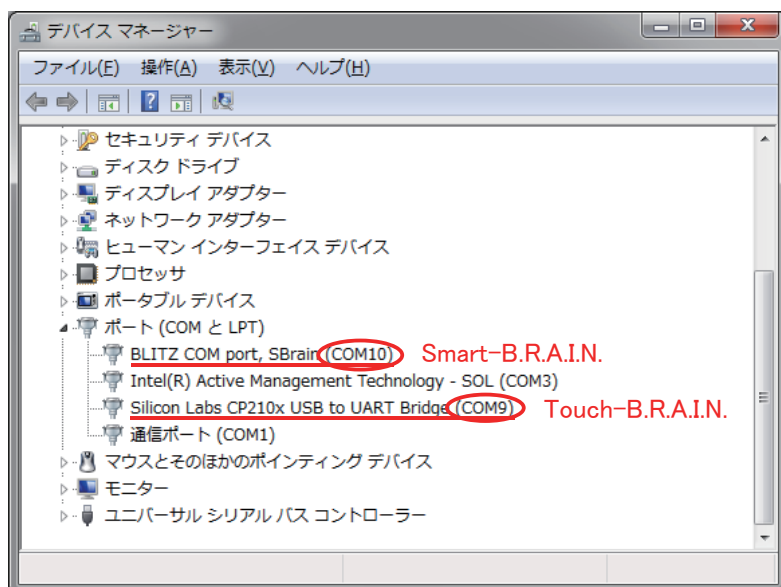 デバイス マネージャー
ファイル(F) 操作(A) 表示(V) ヘルプ(H)
セキュリティ デバイス
ディスク ドライブ
ディスプレイ アダプター
ネットワーク アダプター
ヒューマン インターフェイス デバイス
プロセッサ
ポータブル デバイス
ポート (COM と LPT)
BLITZ COM port, SBrain (COM10) Smart-B.R.A.I.N.
Intel(R) Active Management Technology - SOL (COM3)
Silicon Labs CP210x USB to UART Bridge (COM9) Touch-B.R.A.I.N.
通信ポート (COM1)
マウスとそのほかのポインティング デバイス
モニター
ユニバーサル シリアル バス コントローラー